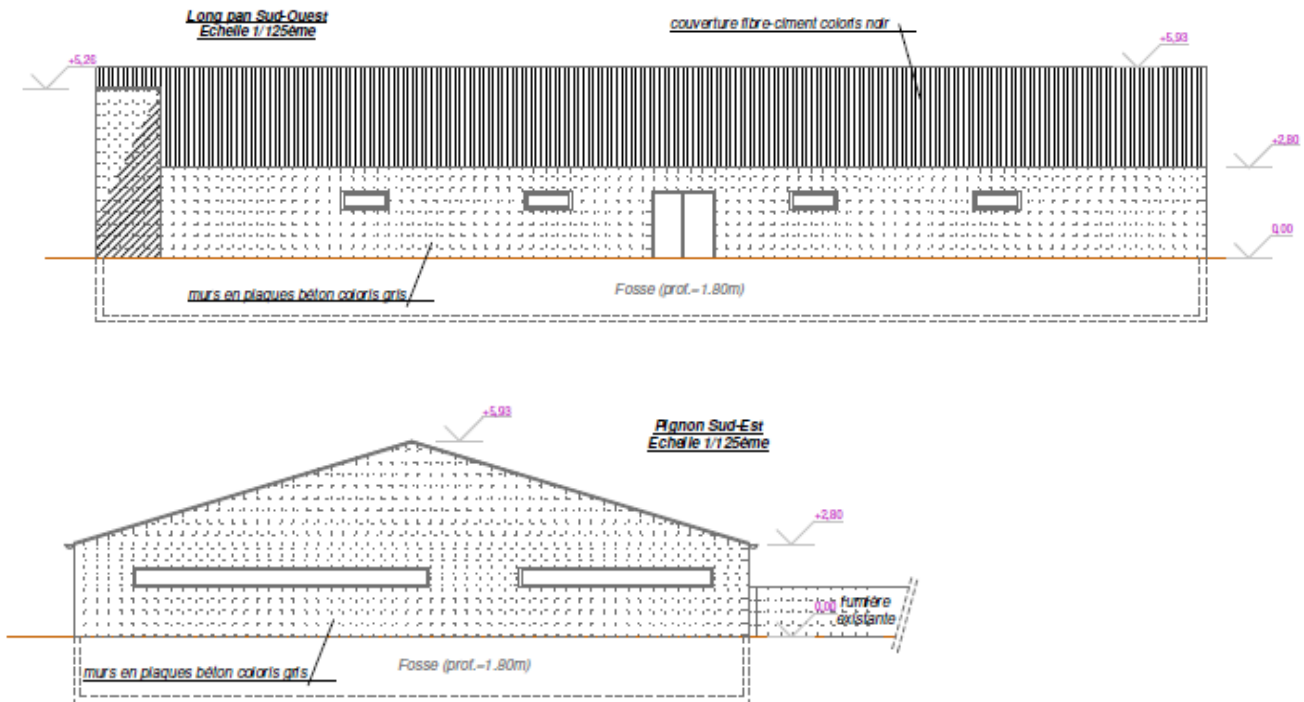 Long pan Sud-Ouest
Echelle 1/125ème
couverture fibre-ciment coloris noir
+5,26
+5,93
+2,80
0,00
murs en plaques béton coloris gris
Fosse (prof.=1.80m)
+5,93
Pignon Sud-Est
Echelle 1/125ème
+2,80
0,00
fumière
existante
murs en plaques béton coloris gris
Fosse (prof.=1.80m)